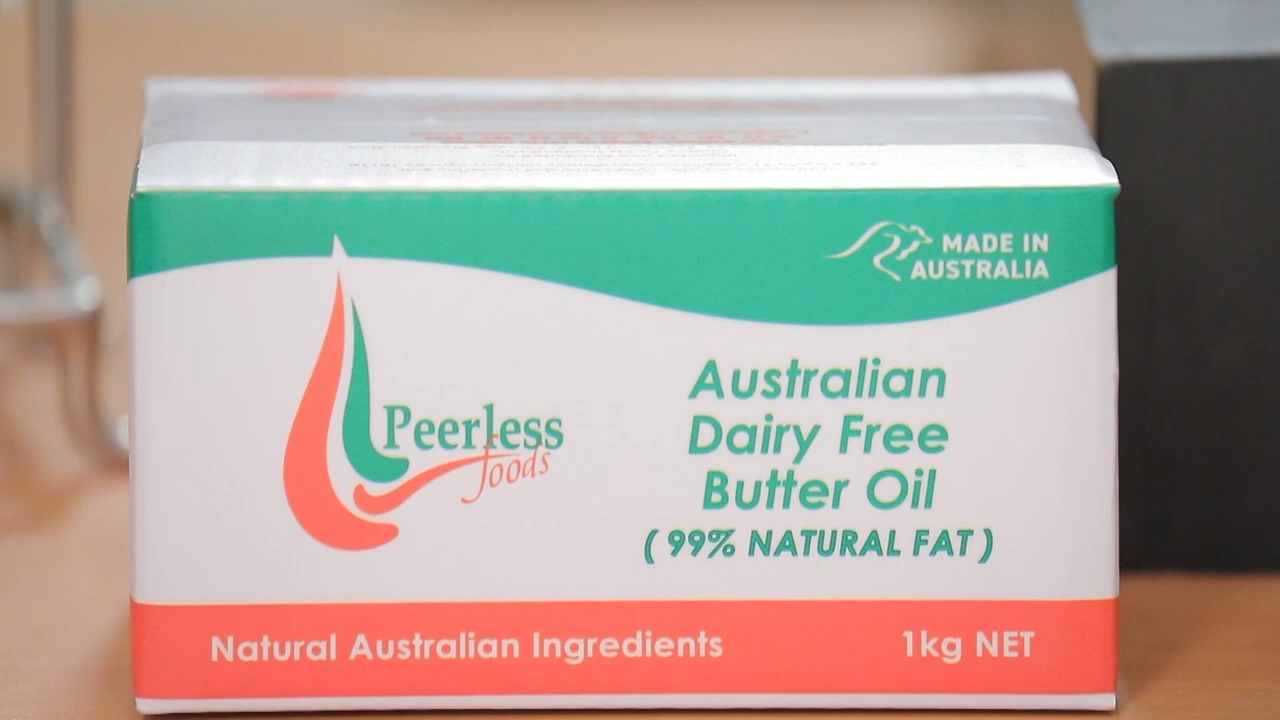 MADE IN
AUSTRALIA
Peerless
foods
Australian
Dairy Free
Butter Oil
( 99% NATURAL FAT )
Natural Australian Ingredients
1kg NET